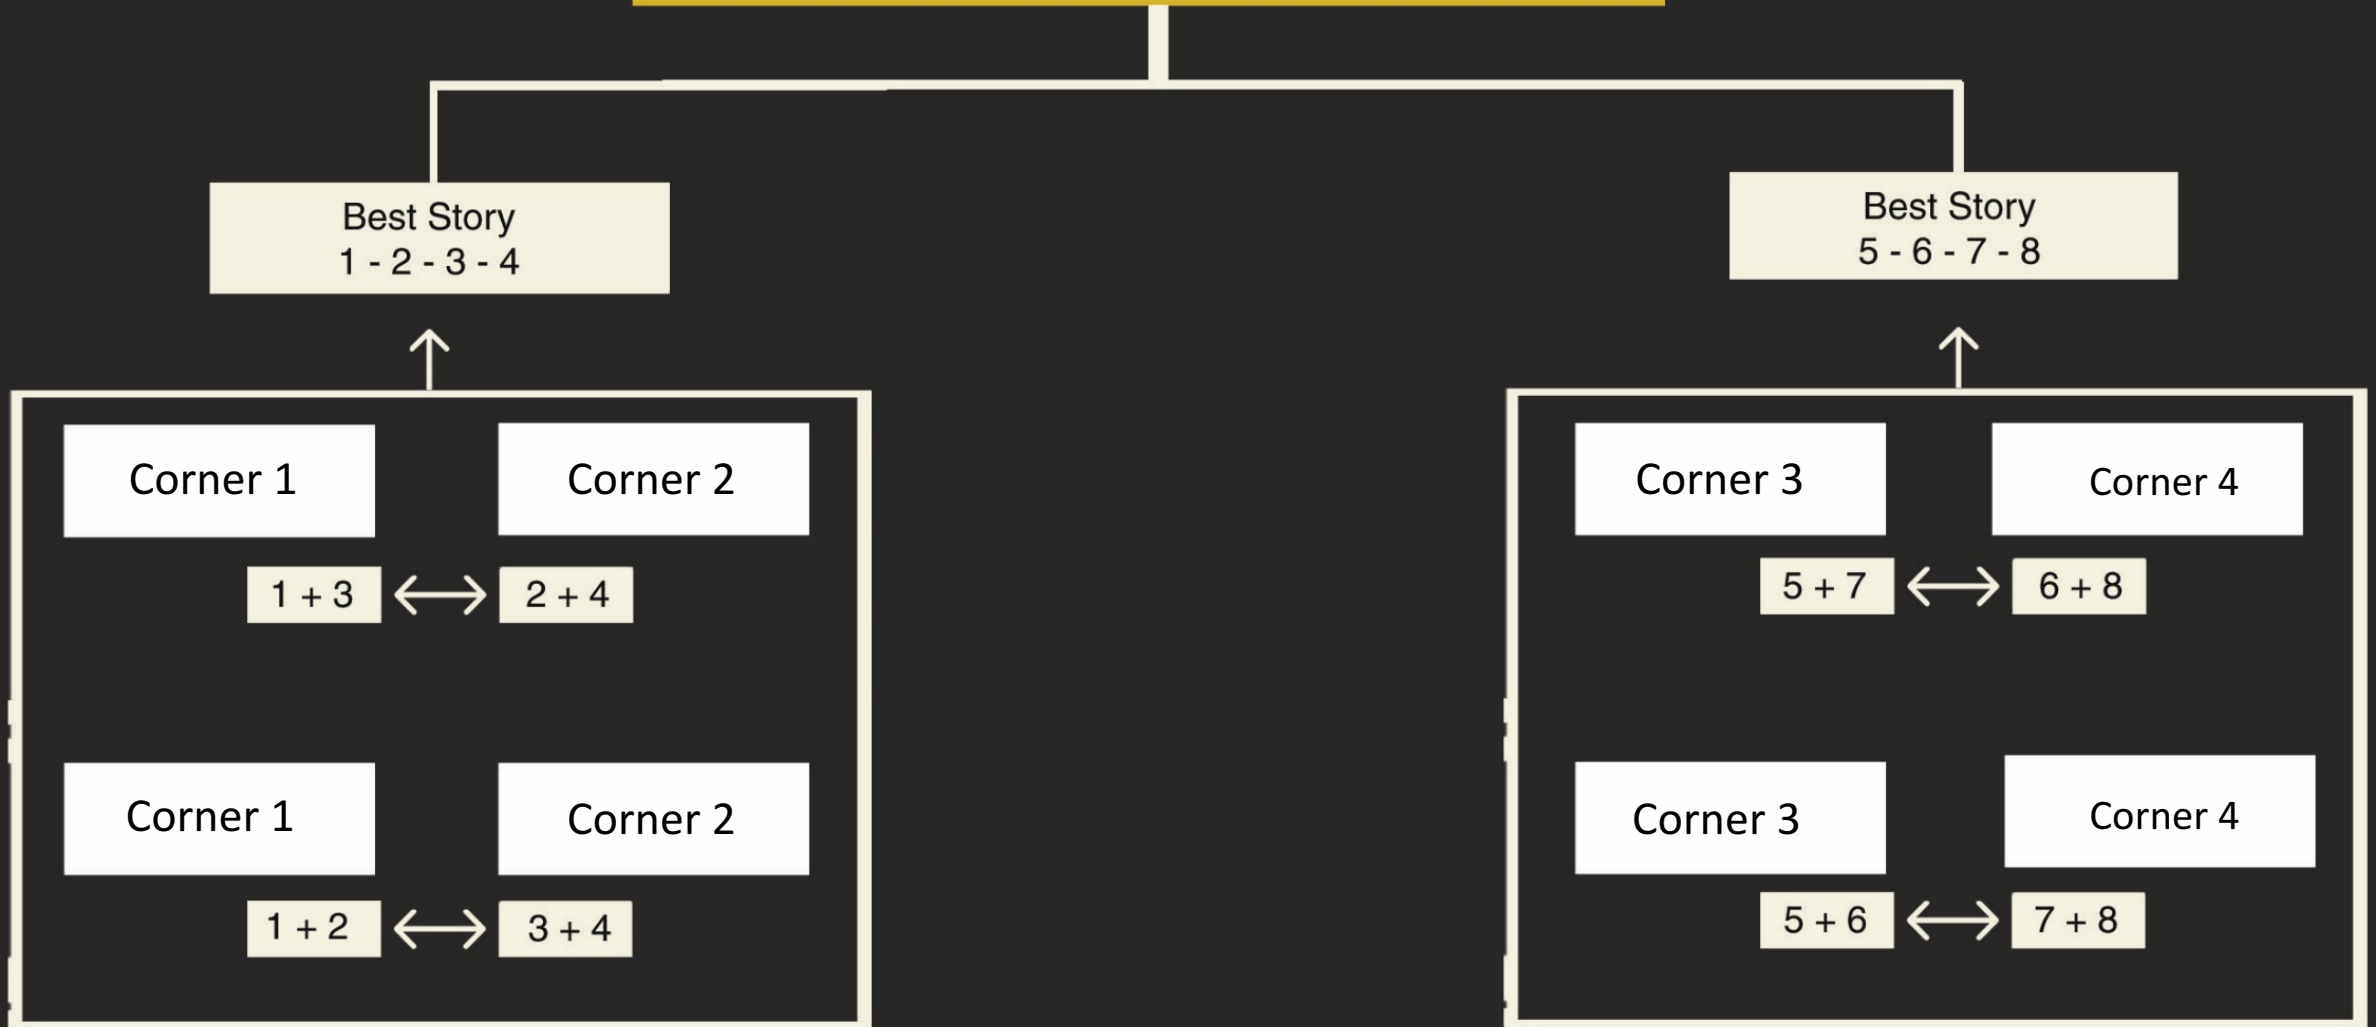 Best Story
1 - 2 - 3 - 4
Best Story
5 - 6 - 7 - 8
Corner 1
Corner 2
1 + 3
2 + 4
Corner 1
Corner 2
1 + 2
3 + 4
Corner 3
Corner 4
5 + 7
6 + 8
Corner 3
Corner 4
5 + 6
7 + 8